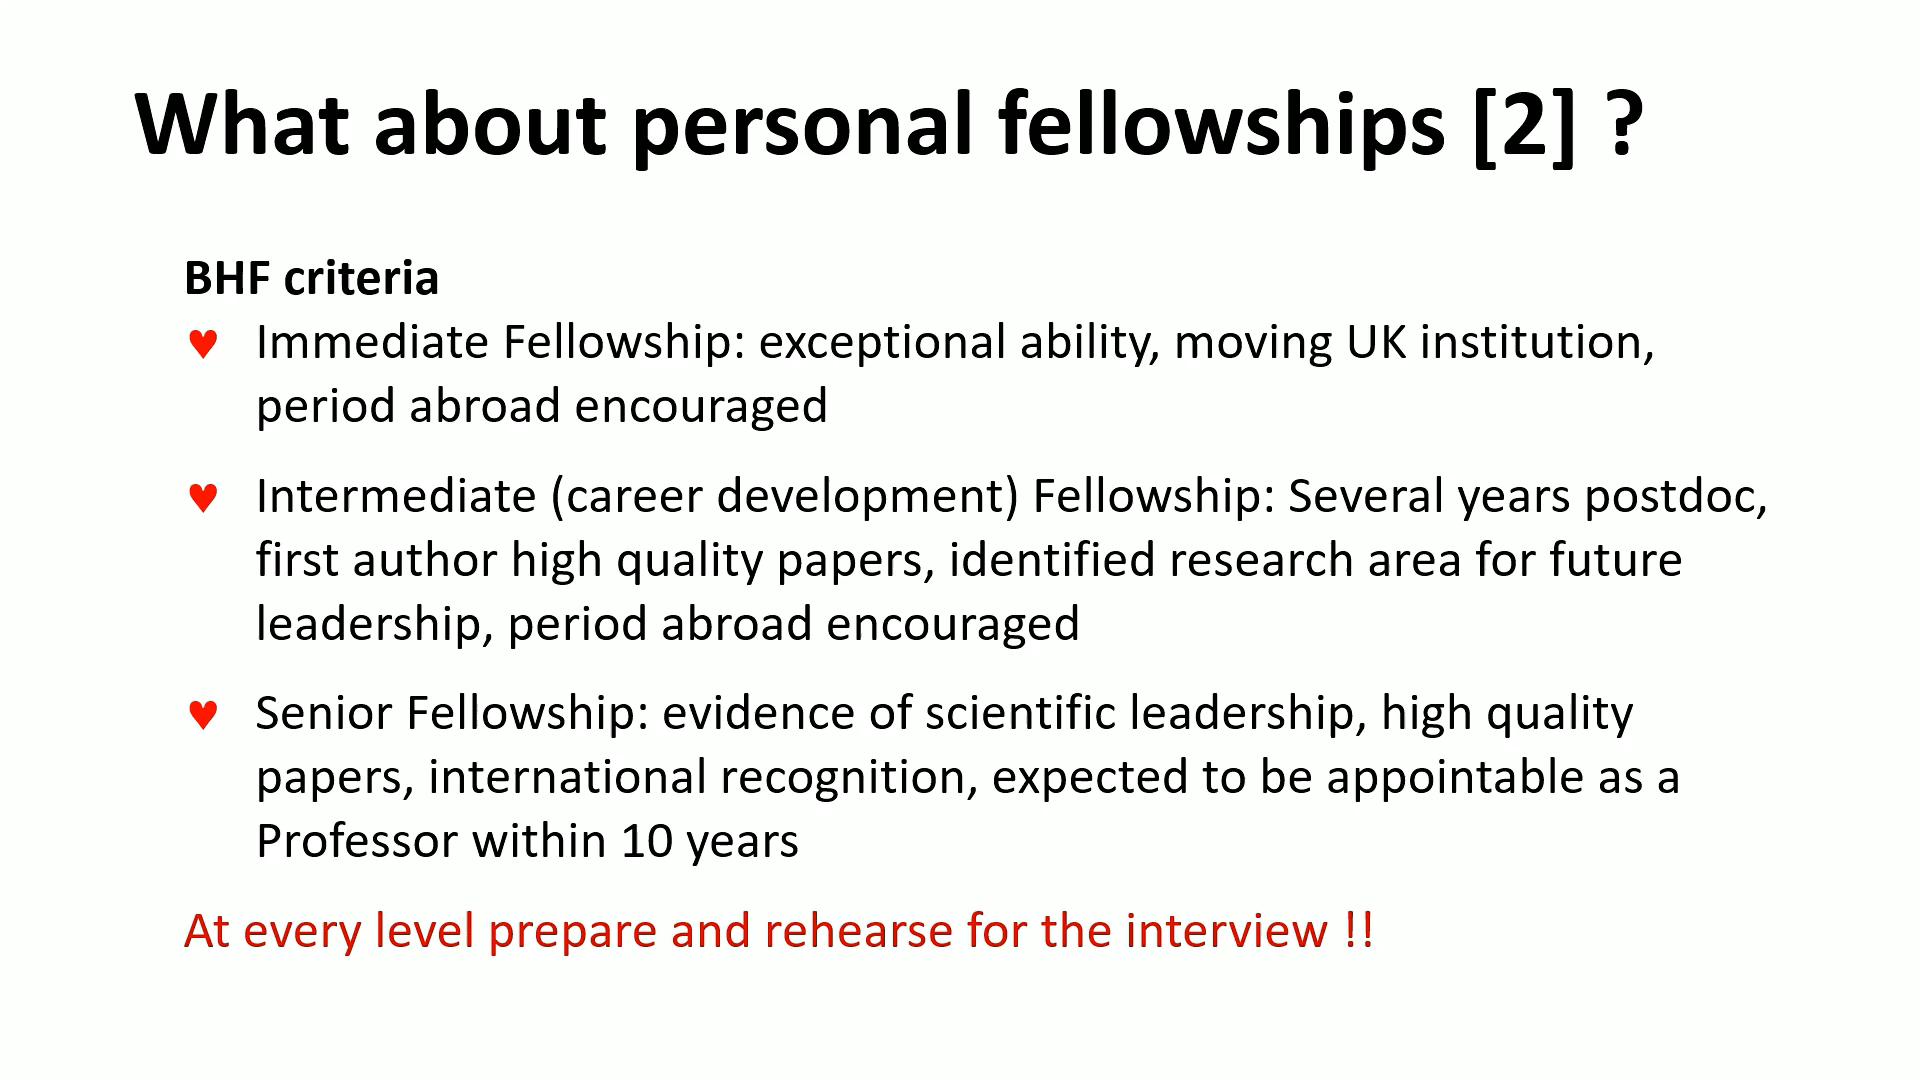 What about personal fellowships [2] ?
BHF criteria
♥ Immediate Fellowship: exceptional ability, moving UK institution,
period abroad encouraged
♥ Intermediate (career development) Fellowship: Several years postdoc,
first author high quality papers, identified research area for future
leadership, period abroad encouraged
♥ Senior Fellowship: evidence of scientific leadership, high quality
papers, international recognition, expected to be appointable as a
Professor within 10 years
At every level prepare and rehearse for the interview !!